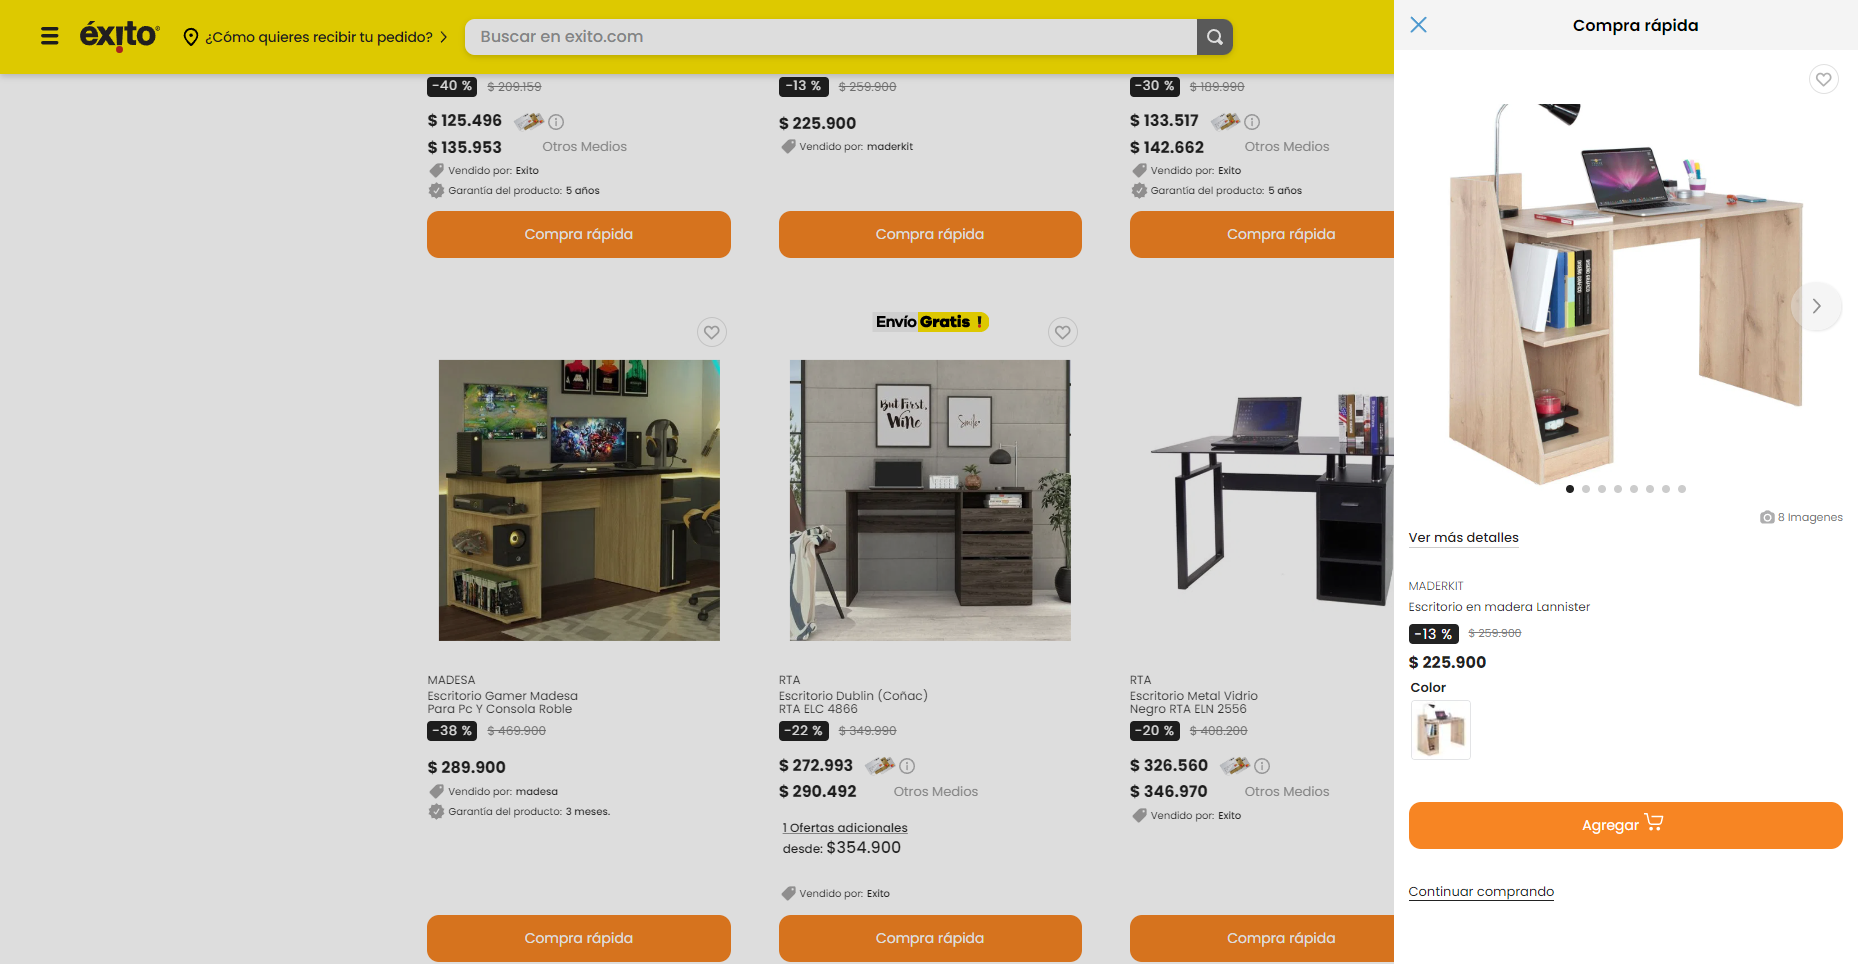 éxito
¿Cómo quieres recibir tu pedido?
Buscar en exito.com
-40 % $ 209.159
$ 125.496
$ 135.953 Otros Medios
Vendido por: Exito
Garantía del producto: 5 años
Compra rápida
-13 % $ 259.900
$ 225.900
Vendido por: maderkit
Compra rápida
-30 % $ 189.990
$ 133.517
$ 142.662 Otros Medios
Vendido por: Exito
Garantía del producto: 5 años
Compra rápida
MADESA
Escritorio Gamer Madesa
Para Pc Y Consola Roble
-38 % $ 469.900
$ 289.900
Vendido por: madesa
Garantía del producto: 3 meses.
Compra rápida
Envío Gratis !
But First,
Wine
Smile
RTA
Escritorio Dublin (Coñac)
RTA ELC 4866
-22 % $ 349.990
$ 272.993
$ 290.492 Otros Medios
1 Ofertas adicionales
desde: $354.900
Vendido por: Exito
Compra rápida
RTA
Escritorio Metal Vidrio
Negro RTA ELN 2556
-20 % $ 408.200
$ 326.560
$ 346.970 Otros Medios
Vendido por: Exito
Compra rápida
Compra rápida
8 Imagenes
Ver más detalles
MADERKIT
Escritorio en madera Lannister
-13 % $ 259.900
$ 225.900
Color
Agregar
Continuar comprando